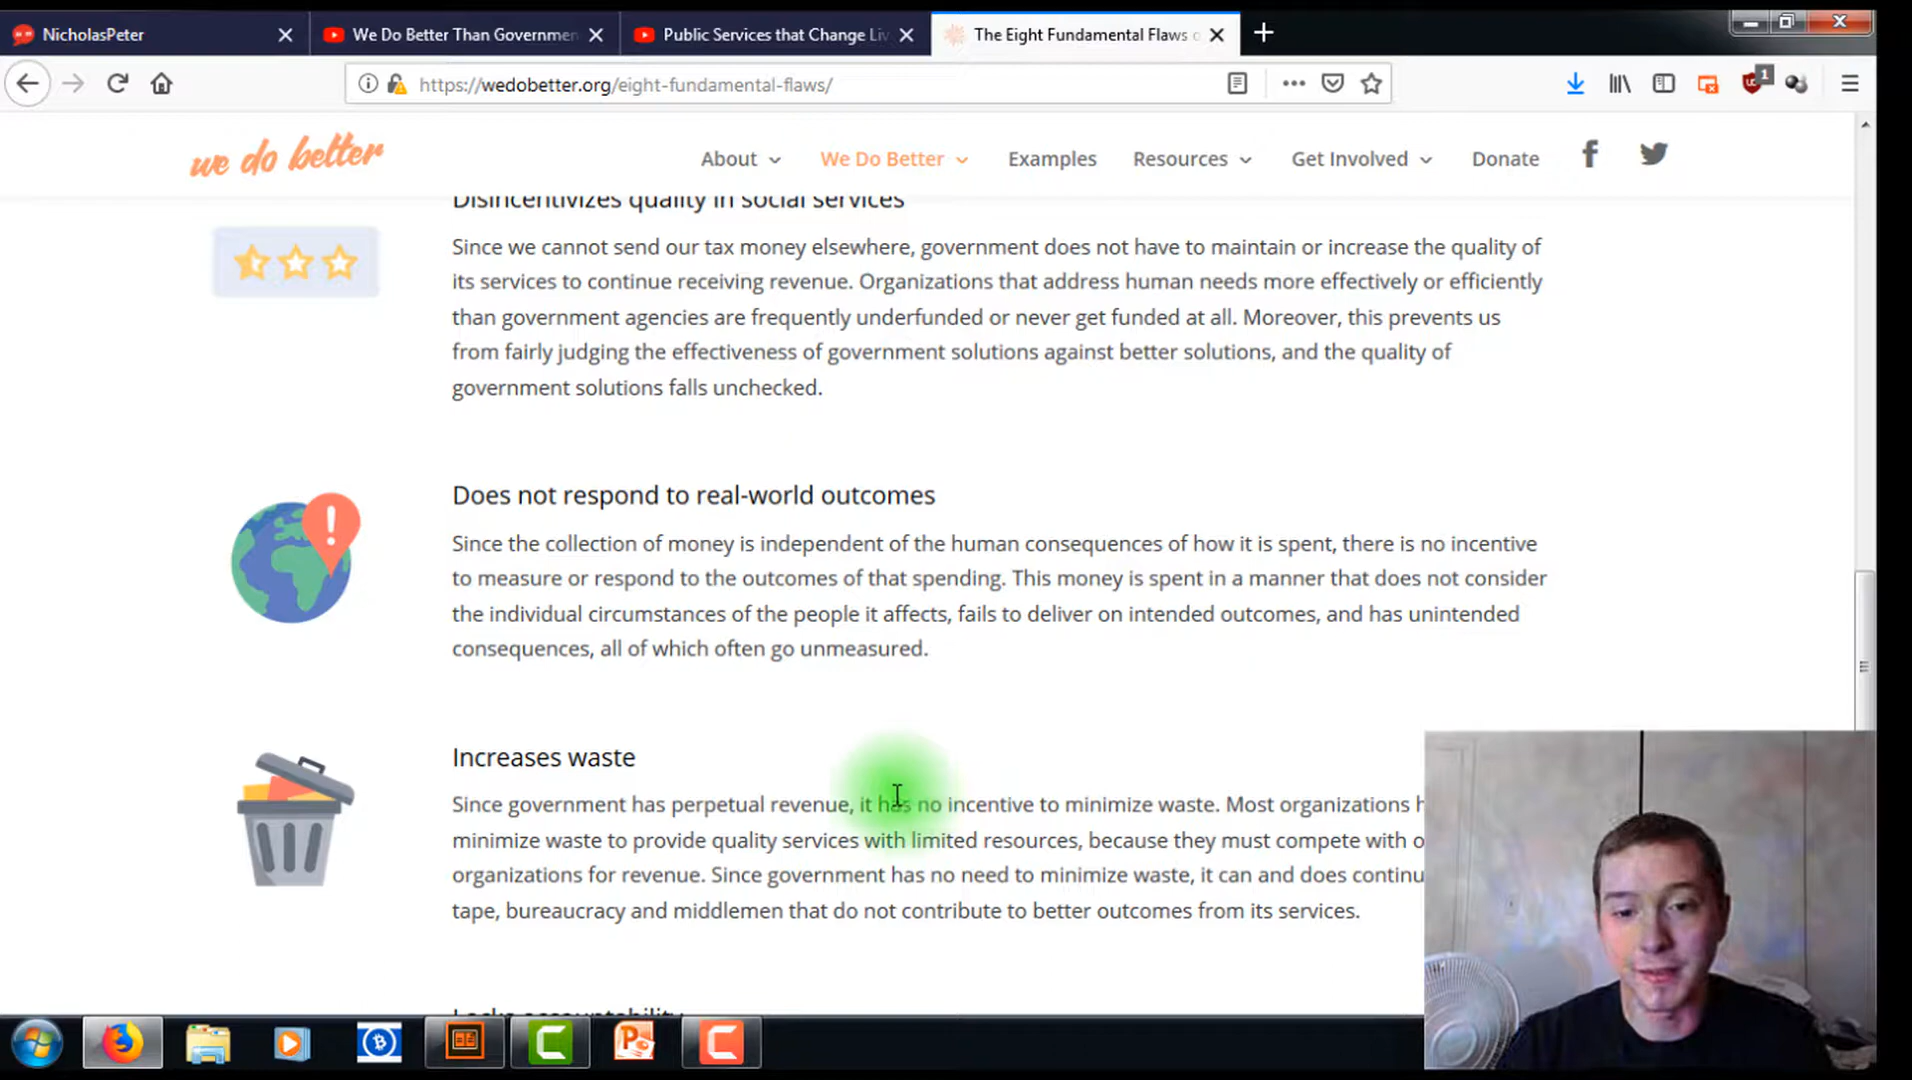 NicholasPeter
We Do Better Than Governmen
Public Services that Change Liv
The Eight Fundamental Flaws
https://wedobetter.org/eight-fundamental-flaws/
1
we do better
About
We Do Better
Examples
Resources
Get Involved
Donate
Disincentivizes quality in social services
Since we cannot send our tax money elsewhere, government does not have to maintain or increase the quality of
its services to continue receiving revenue. Organizations that address human needs more effectively or efficiently
than government agencies are frequently underfunded or never get funded at all. Moreover, this prevents us
from fairly judging the effectiveness of government solutions against better solutions, and the quality of
government solutions falls unchecked.
Does not respond to real-world outcomes
Since the collection of money is independent of the human consequences of how it is spent, there is no incentive
to measure or respond to the outcomes of that spending. This money is spent in a manner that does not consider
the individual circumstances of the people it affects, fails to deliver on intended outcomes, and has unintended
consequences, all of which often go unmeasured.
Increases waste
Since government has perpetual revenue, it has no incentive to minimize waste. Most organizations
minimize waste to provide quality services with limited resources, because they must compete with
organizations for revenue. Since government has no need to minimize waste, it can and does continu
tape, bureaucracy and middlemen that do not contribute to better outcomes from its services.
Lacks accountability